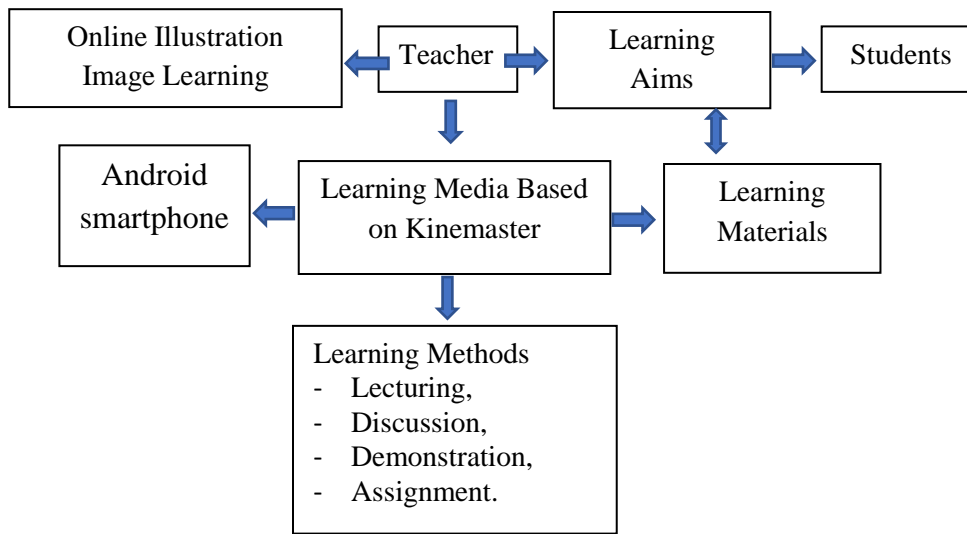 Online Illustration
Image Learning
Teacher
Learning
Aims
Students
Android
smartphone
Learning Media Based
on Kinemaster
Learning
Materials
Learning Methods
- Lecturing,
- Discussion,
- Demonstration,
- Assignment.